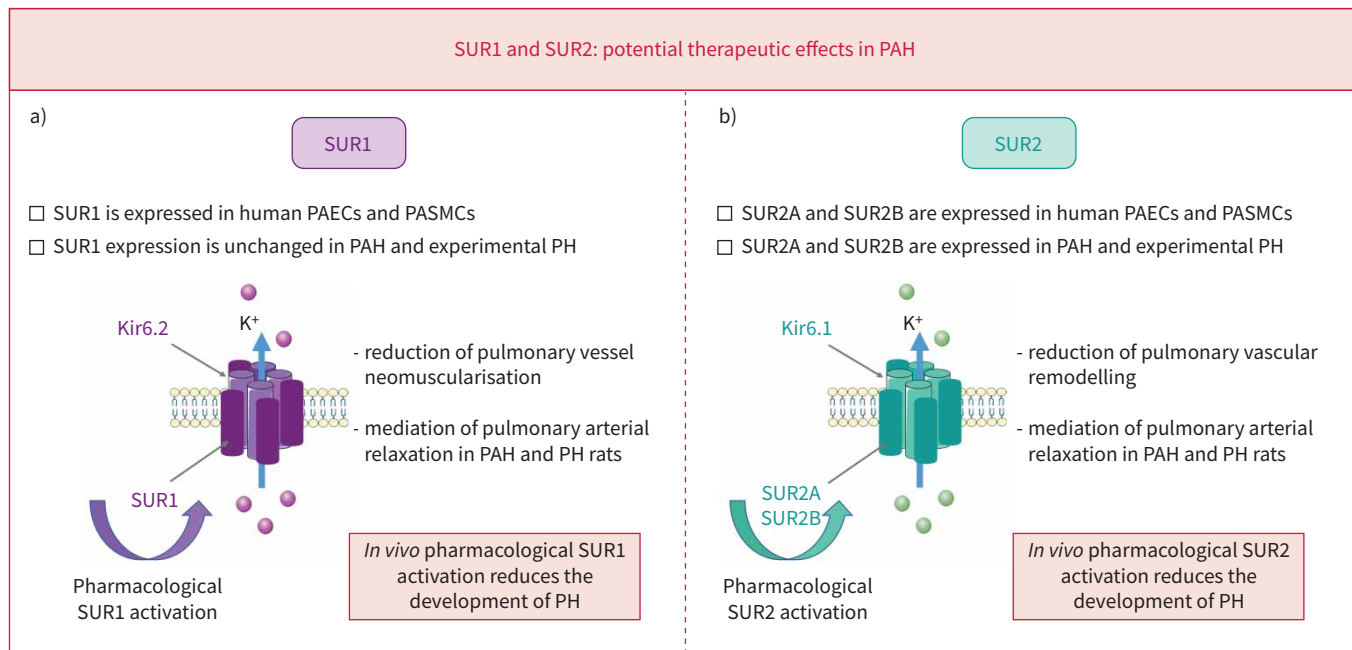 SUR1 and SUR2: potential therapeutic effects in PAH
a)
SUR1
SUR1 is expressed in human PAECs and PASMCs
SUR1 expression is unchanged in PAH and experimental PH
Kir6.2
K⁺
- reduction of pulmonary vessel
neomuscularisation
- mediation of pulmonary arterial
relaxation in PAH and PH rats
SUR1
Pharmacological
SUR1 activation
In vivo pharmacological SUR1
activation reduces the
development of PH
b)
SUR2
SUR2A and SUR2B are expressed in human PAECs and PASMCs
SUR2A and SUR2B are expressed in PAH and experimental PH
Kir6.1
K⁺
- reduction of pulmonary vascular
remodelling
- mediation of pulmonary arterial
relaxation in PAH and PH rats
SUR2A
SUR2B
Pharmacological
SUR2 activation
In vivo pharmacological SUR2
activation reduces the
development of PH